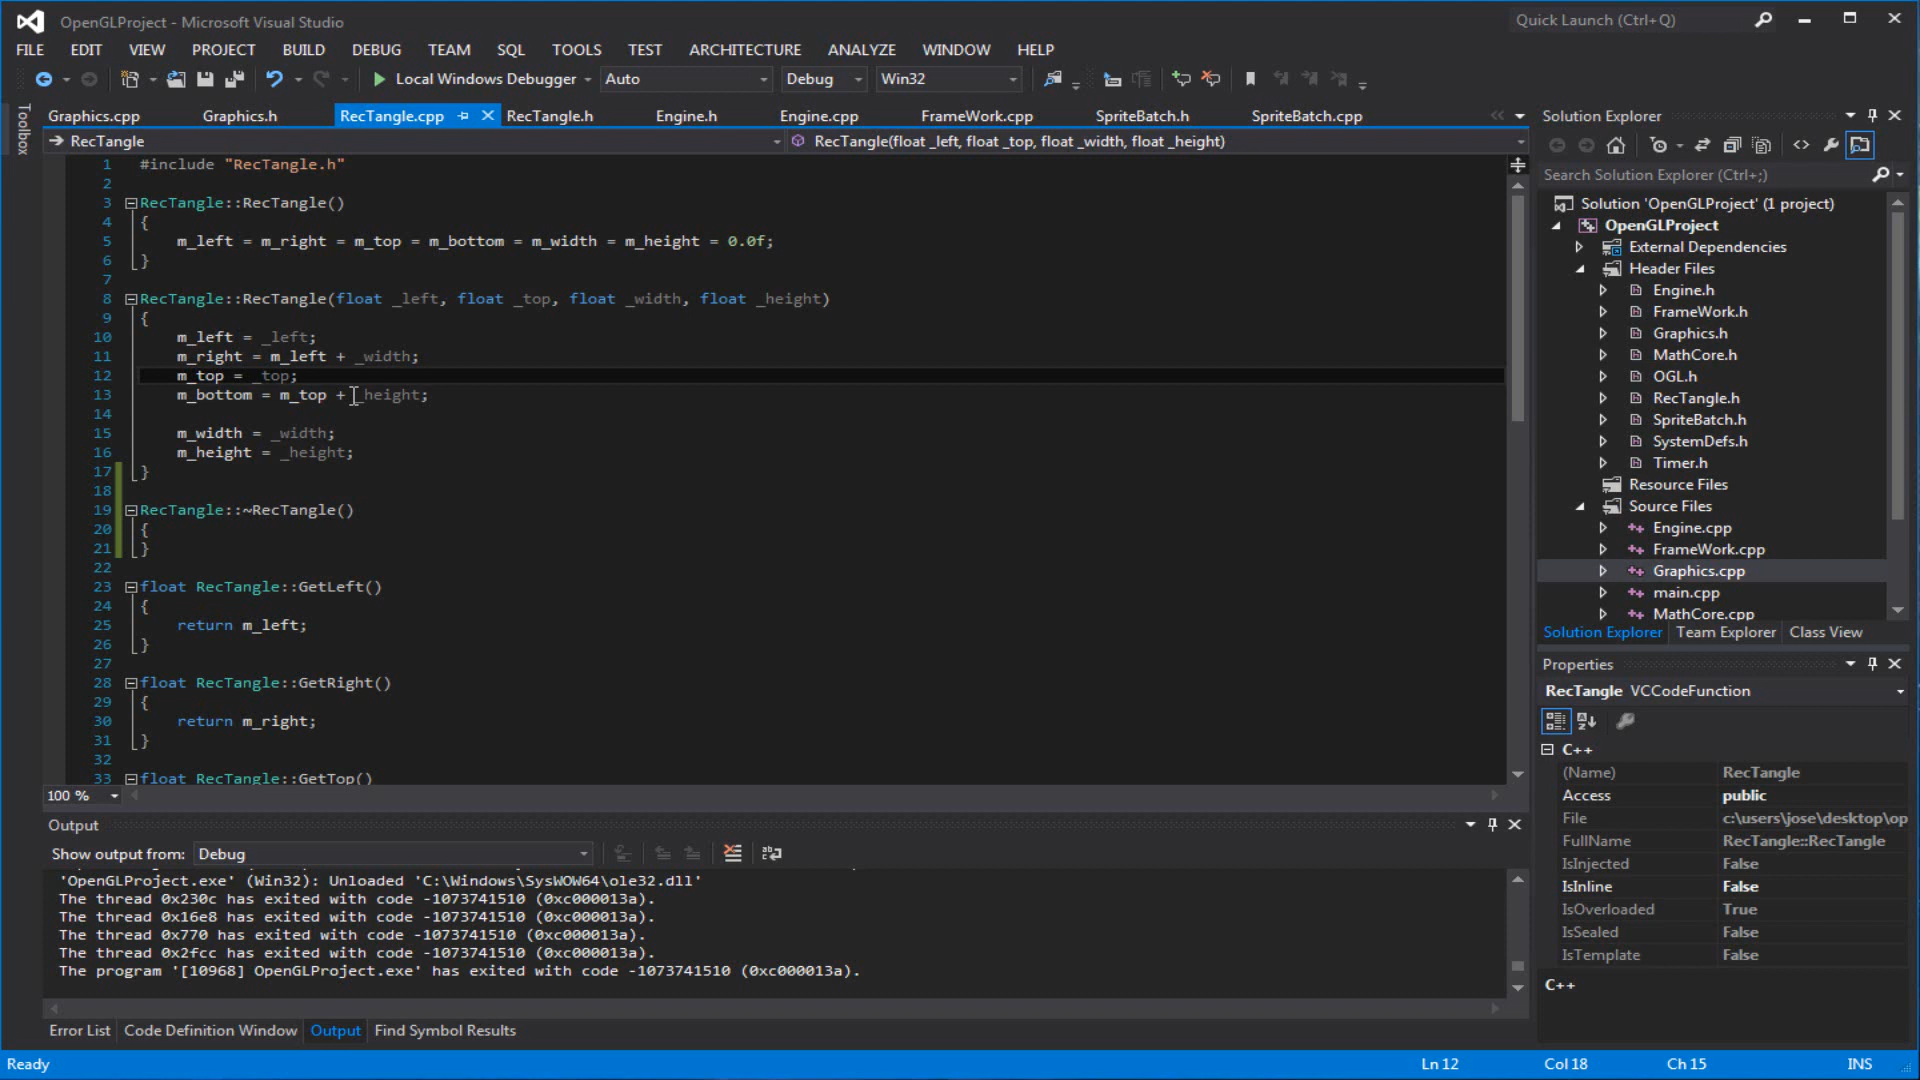 OpenGLProject - Microsoft Visual Studio
Quick Launch (Ctrl+Q)
FILE EDIT VIEW PROJECT BUILD DEBUG TEAM SQL TOOLS TEST ARCHITECTURE ANALYZE WINDOW HELP
Local Windows Debugger Auto Debug Win32
Toolbox
Graphics.cpp Graphics.h RecTangle.cpp RecTangle.h Engine.h Engine.cpp FrameWork.cpp SpriteBatch.h SpriteBatch.cpp
RecTangle RecTangle(float _left, float _top, float _width, float _height)
1 #include "RecTangle.h"
2
3 RecTangle::RecTangle()
4 {
5 m_left = m_right = m_top = m_bottom = m_width = m_height = 0.0f;
6 }
7
8 RecTangle::RecTangle(float _left, float _top, float _width, float _height)
9 {
10 m_left = _left;
11 m_right = m_left + _width;
12 m_top = _top;
13 m_bottom = m_top + _height;
14
15 m_width = _width;
16 m_height = _height;
17 }
18
19 RecTangle::~RecTangle()
20 {
21 }
22
23 float RecTangle::GetLeft()
24 {
25 return m_left;
26 }
27
28 float RecTangle::GetRight()
29 {
30 return m_right;
31 }
32
33 float RecTangle::GetTop()
100 %
Output
Show output from: Debug
'OpenGLProject.exe' (Win32): Unloaded 'C:\Windows\SysWOW64\ole32.dll'
The thread 0x230c has exited with code -1073741510 (0xc000013a).
The thread 0x16e8 has exited with code -1073741510 (0xc000013a).
The thread 0x770 has exited with code -1073741510 (0xc000013a).
The thread 0x2fcc has exited with code -1073741510 (0xc000013a).
The program '[10968] OpenGLProject.exe' has exited with code -1073741510 (0xc000013a).
Error List Code Definition Window Output Find Symbol Results
Solution Explorer
Search Solution Explorer (Ctrl+;)
Solution 'OpenGLProject' (1 project)
OpenGLProject
External Dependencies
Header Files
Engine.h
FrameWork.h
Graphics.h
MathCore.h
OGL.h
RecTangle.h
SpriteBatch.h
SystemDefs.h
Timer.h
Resource Files
Source Files
Engine.cpp
FrameWork.cpp
Graphics.cpp
main.cpp
MathCore.cpp
Solution Explorer Team Explorer Class View
Properties
RecTangle VCCodeFunction
C++
(Name) RecTangle
Access public
File c:\users\jose\desktop\op
FullName RecTangle::RecTangle
IsInjected False
IsInline False
IsOverloaded True
IsSealed False
IsTemplate False
C++
Ready Ln 12 Col 18 Ch 15 INS